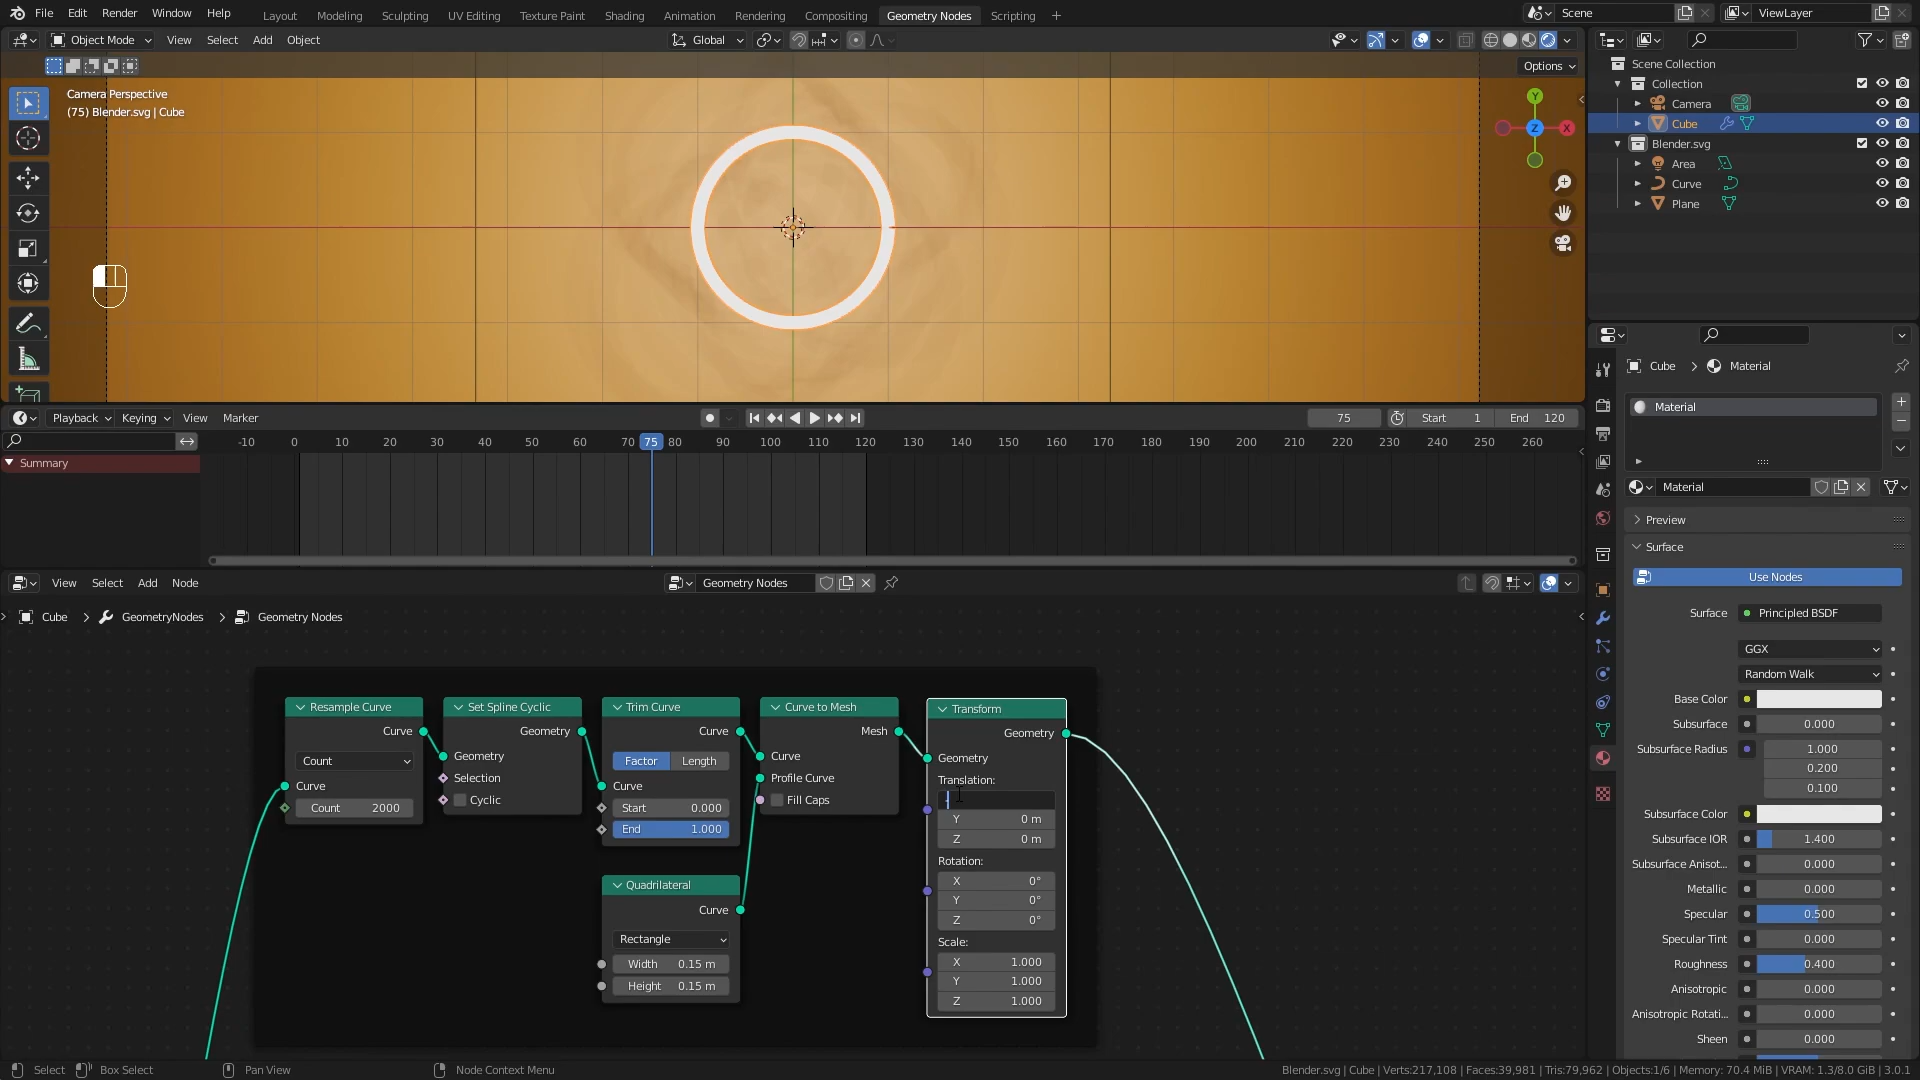 File Edit Render Window Help Layout Modeling Sculpting UV Editing Texture Paint Shading Animation Rendering Compositing Geometry Nodes Scripting + Scene ViewLayer
Object Mode View Select Add Object Global
Options
Camera Perspective
(75) Blender.svg | Cube
Y
Z
X
Scene Collection
Collection
Camera
Cube
Blender.svg
Area
Curve
Plane
Playback Keying View Marker 75 Start 1 End 120
-10 0 10 20 30 40 50 60 70 75 80 90 100 110 120 130 140 150 160 170 180 190 200 210 220 230 240 250 260
Summary
View Select Add Node Geometry Nodes
Cube > GeometryNodes > Geometry Nodes
Resample Curve
Curve
Count
Curve
Count 2000
Set Spline Cyclic
Geometry
Geometry
Selection
Cyclic
Trim Curve
Curve
Factor Length
Curve
Start 0.000
End 1.000
Quadrilateral
Curve
Rectangle
Width 0.15 m
Height 0.15 m
Curve to Mesh
Mesh
Curve
Profile Curve
Fill Caps
Transform
Geometry
Geometry
Translation:
Y 0 m
Z 0 m
Rotation:
X 0°
Y 0°
Z 0°
Scale:
X 1.000
Y 1.000
Z 1.000
Cube > Material
Material
Material
Preview
Surface
Use Nodes
Surface Principled BSDF
GGX
Random Walk
Base Color
Subsurface 0.000
Subsurface Radius 1.000
0.200
0.100
Subsurface Color
Subsurface IOR 1.400
Subsurface Anisot... 0.000
Metallic 0.000
Specular 0.500
Specular Tint 0.000
Roughness 0.400
Anisotropic 0.000
Anisotropic Rotati... 0.000
Sheen 0.000
Select Box Select Pan View Node Context Menu Blender.svg | Cube | Verts:217,108 | Faces:39,981 | Tris:79,962 | Objects:1/6 | Memory: 70.4 MiB | VRAM: 1.3/8.0 GiB | 3.0.1